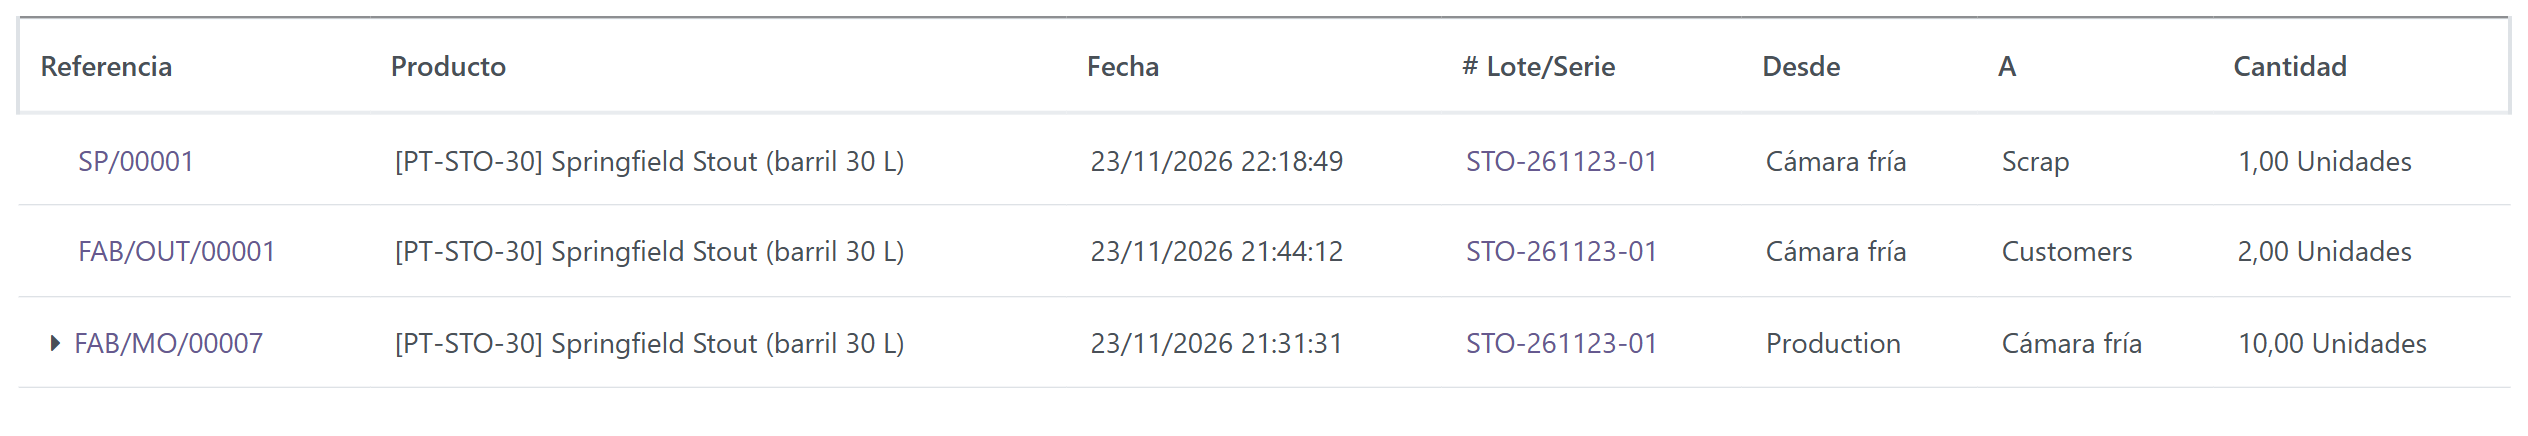 Referencia Producto Fecha # Lote/Serie Desde A Cantidad
SP/00001 [PT-STO-30] Springfield Stout (barril 30 L) 23/11/2026 22:18:49 STO-261123-01 Cámara fría Scrap 1,00 Unidades
FAB/OUT/00001 [PT-STO-30] Springfield Stout (barril 30 L) 23/11/2026 21:44:12 STO-261123-01 Cámara fría Customers 2,00 Unidades
FAB/MO/00007 [PT-STO-30] Springfield Stout (barril 30 L) 23/11/2026 21:31:31 STO-261123-01 Production Cámara fría 10,00 Unidades